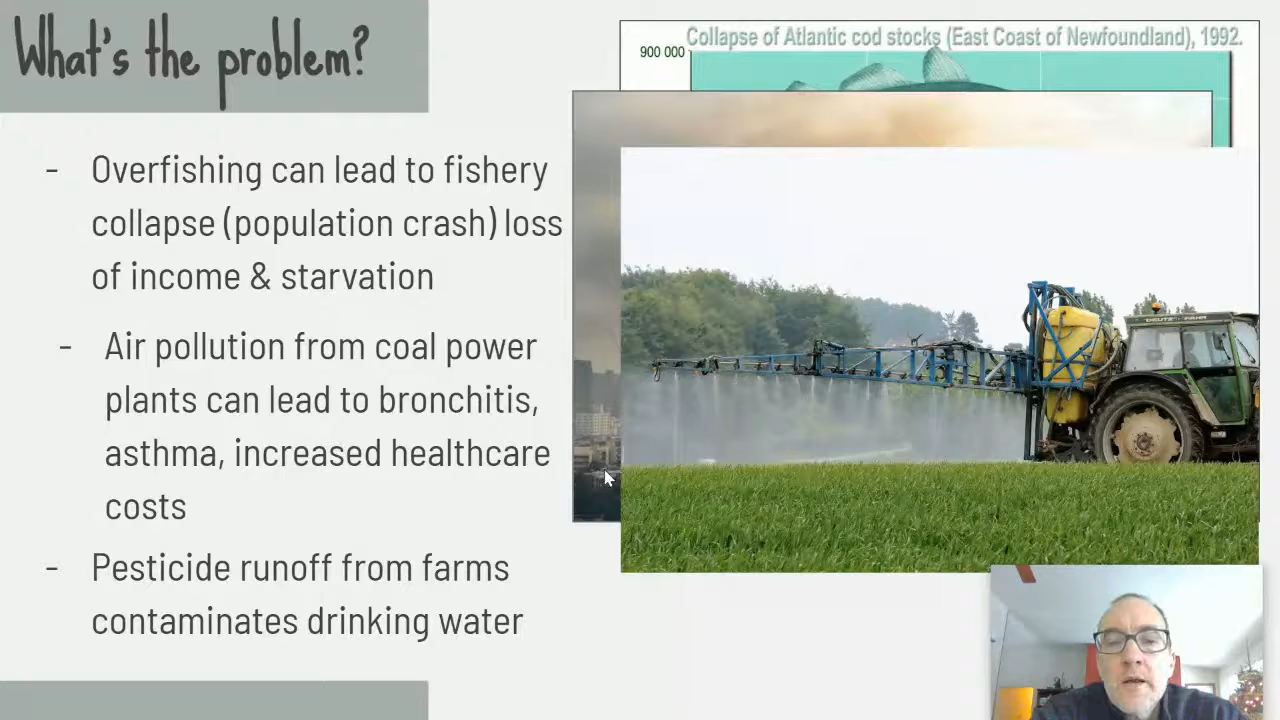 What's the problem?
Collapse of Atlantic cod stocks (East Coast of Newfoundland), 1992.
900 000
- Overfishing can lead to fishery
collapse (population crash) loss
of income & starvation
- Air pollution from coal power
plants can lead to bronchitis,
asthma, increased healthcare
costs
- Pesticide runoff from farms
contaminates drinking water
DEUTZ-FAHR